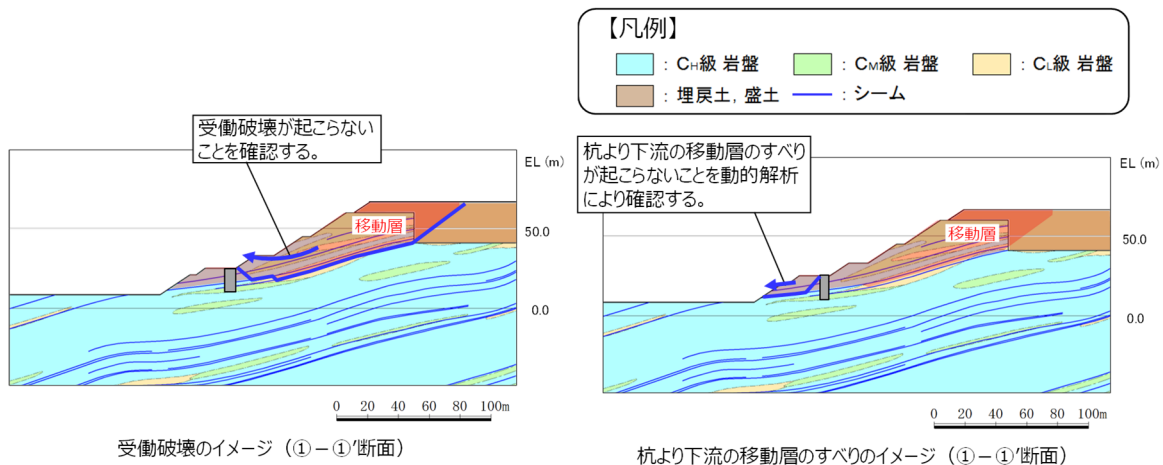 【凡例】
：CH級 岩盤 ：CM級 岩盤 ：CL級 岩盤
：埋戻土，盛土 ：シーム
受働破壊が起こらない
ことを確認する。
EL（m）
移動層
50.0
0.0
0 20 40 60 80 100m
受働破壊のイメージ（①－①’断面）
杭より下流の移動層のすべり
が起こらないことを動的解析
により確認する。
EL（m）
移動層
50.0
0.0
0 20 40 60 80 100m
杭より下流の移動層のすべりのイメージ（①－①’断面）